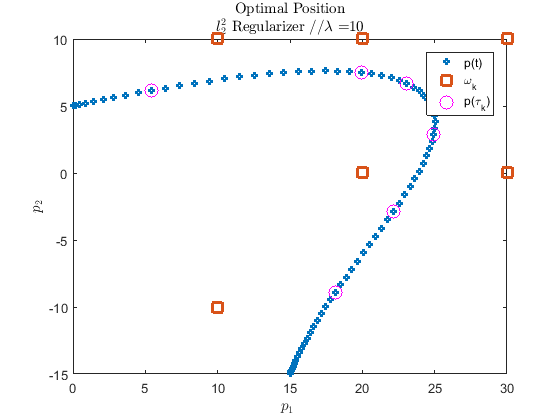 Optimal Position
l₂² Regularizer //λ =10
p(t)
ωₖ
p(τₖ)
10
5
0
-5
-10
-15
p₂
0
5
10
15
20
25
30
p₁